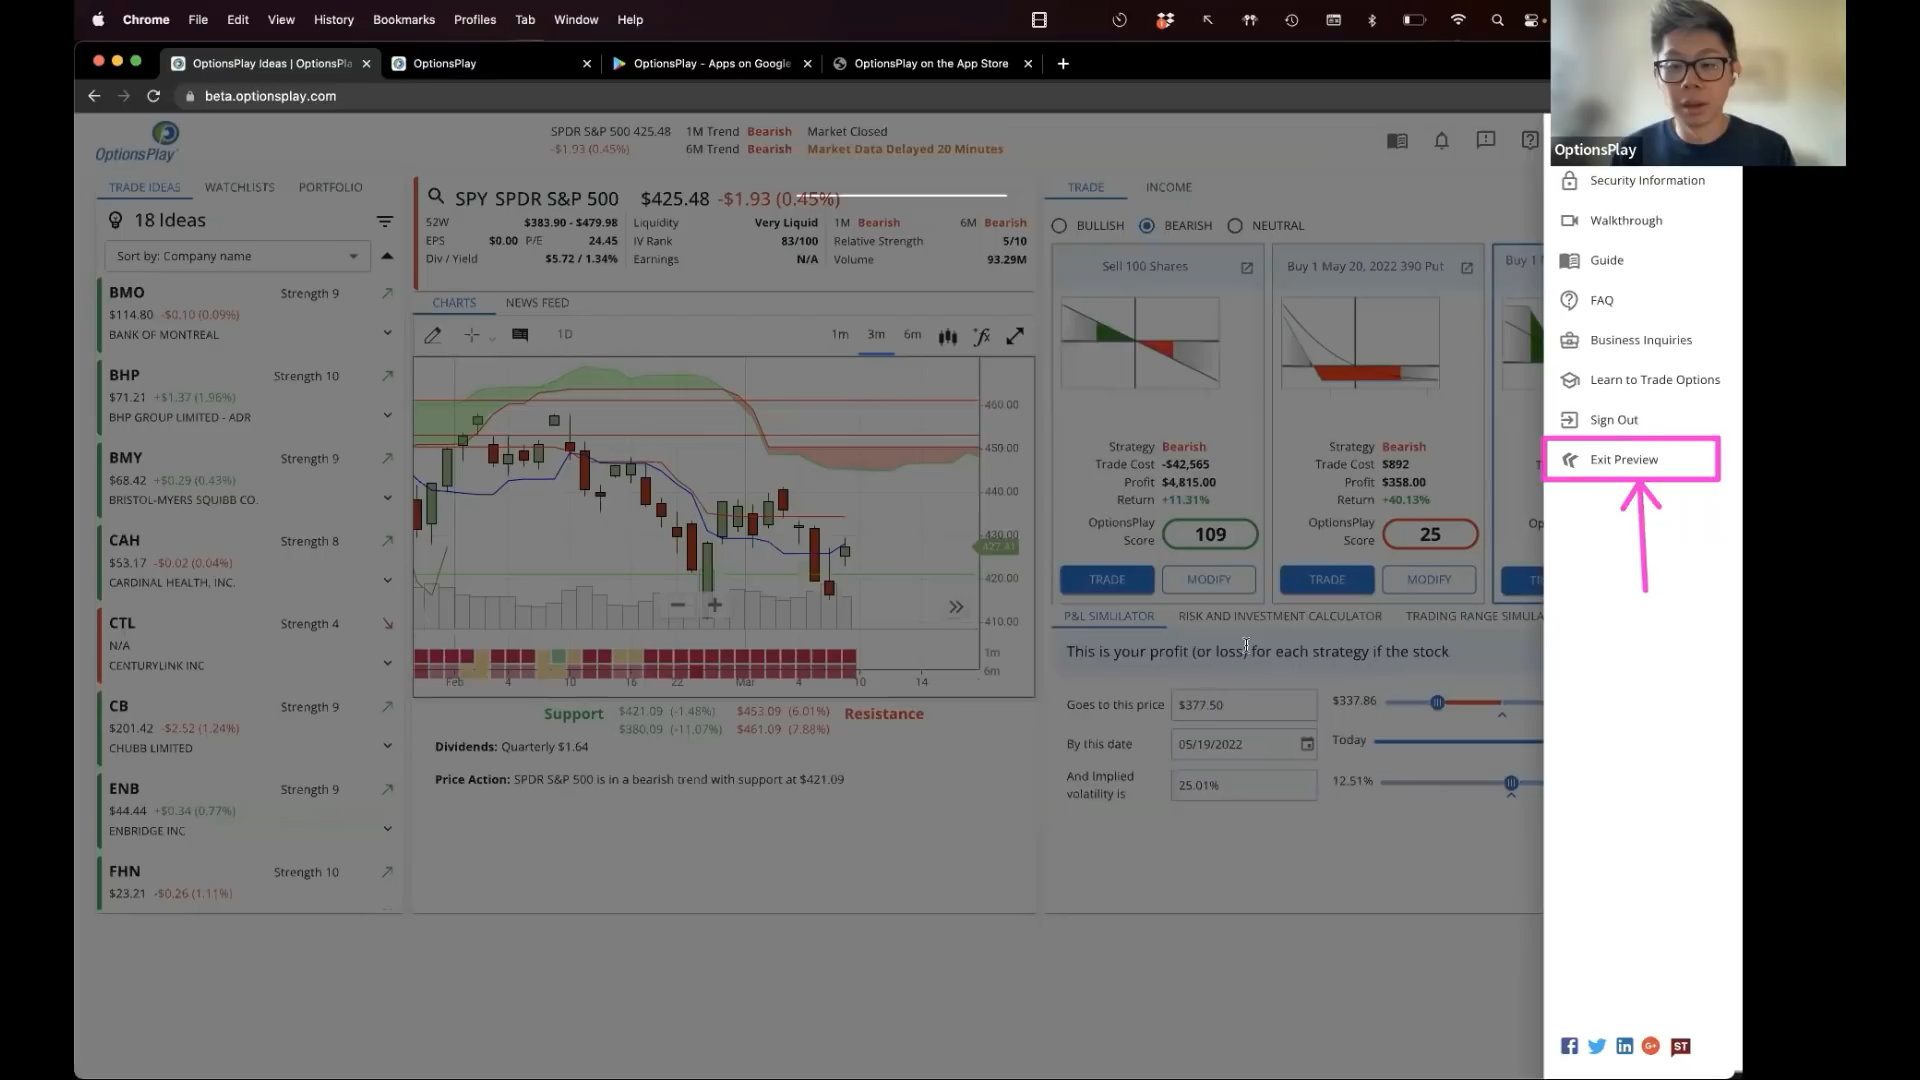 Chrome File Edit View History Bookmarks Profiles Tab Window Help
OptionsPlay Ideas | OptionsPla
OptionsPlay
OptionsPlay - Apps on Google
OptionsPlay on the App Store
beta.optionsplay.com
OptionsPlay
OptionsPlay
SPDR S&P 500 425.48 1M Trend Bearish Market Closed
-$1.93 (0.45%) 6M Trend Bearish Market Data Delayed 20 Minutes
TRADE IDEAS WATCHLISTS PORTFOLIO
18 Ideas
Sort by: Company name
BMO Strength 9
$114.80 -$0.10 (0.09%)
BANK OF MONTREAL
BHP Strength 10
$71.21 +$1.37 (1.96%)
BHP GROUP LIMITED - ADR
BMY Strength 9
$68.42 +$0.29 (0.43%)
BRISTOL-MYERS SQUIBB CO.
CAH Strength 8
$53.17 -$0.02 (0.04%)
CARDINAL HEALTH, INC.
CTL Strength 4
N/A
CENTURYLINK INC
CB Strength 9
$201.42 -$2.52 (1.24%)
CHUBB LIMITED
ENB Strength 9
$44.44 +$0.34 (0.77%)
ENBRIDGE INC
FHN Strength 10
$23.21 -$0.26 (1.11%)
SPY SPDR S&P 500 $425.48 -$1.93 (0.45%)
52W $383.90 - $479.98 Liquidity Very Liquid 1M Bearish 6M Bearish
EPS $0.00 P/E 24.45 IV Rank 83/100 Relative Strength 5/10
Div / Yield $5.72 / 1.34% Earnings N/A Volume 93.29M
CHARTS NEWS FEED
1D 1m 3m 6m
460.00
450.00
440.00
430.00
427.41
420.00
410.00
1m
6m
Feb 4 10 16 22 Mar 4 10 14
Support $421.09 (-1.48%) $453.09 (6.01%) Resistance
$380.09 (-11.07%) $461.09 (7.88%)
Dividends: Quarterly $1.64
Price Action: SPDR S&P 500 is in a bearish trend with support at $421.09
TRADE INCOME
BULLISH BEARISH NEUTRAL
Sell 100 Shares
Strategy Bearish
Trade Cost -$42,565
Profit $4,815.00
Return +11.31%
OptionsPlay
Score 109
TRADE MODIFY
Buy 1 May 20, 2022 390 Put
Strategy Bearish
Trade Cost $892
Profit $358.00
Return +40.13%
OptionsPlay
Score 25
TRADE MODIFY
Buy 1
P&L SIMULATOR RISK AND INVESTMENT CALCULATOR TRADING RANGE SIMULA
This is your profit (or loss) for each strategy if the stock
Goes to this price $377.50 $337.86
By this date 05/19/2022 Today
And Implied
volatility is 25.01% 12.51%
Security Information
Walkthrough
Guide
FAQ
Business Inquiries
Learn to Trade Options
Sign Out
Exit Preview
ST